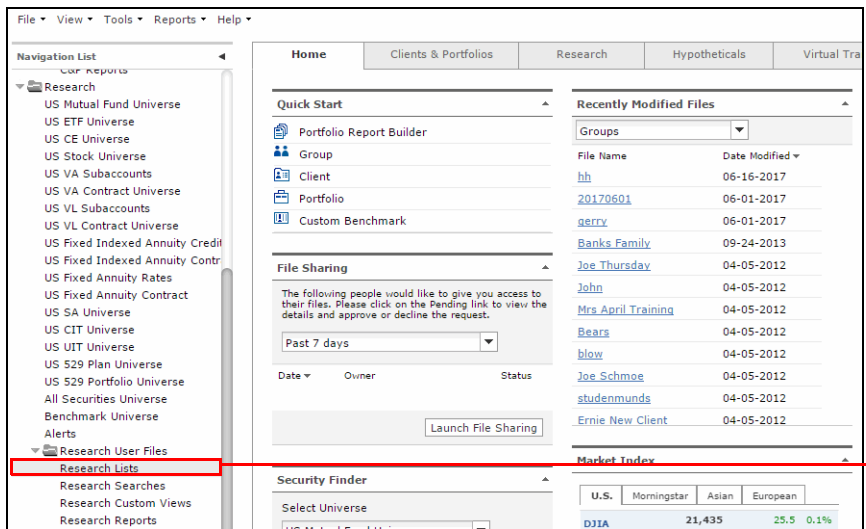 File View Tools Reports Help
Navigation List
C&P Reports
Research
US Mutual Fund Universe
US ETF Universe
US CE Universe
US Stock Universe
US VA Subaccounts
US VA Contract Universe
US VL Subaccounts
US VL Contract Universe
US Fixed Indexed Annuity Credit
US Fixed Indexed Annuity Contr
US Fixed Annuity Rates
US Fixed Annuity Contract
US SA Universe
US CIT Universe
US UIT Universe
US 529 Plan Universe
US 529 Portfolio Universe
All Securities Universe
Benchmark Universe
Alerts
Research User Files
Research Lists
Research Searches
Research Custom Views
Research Reports
Home Clients & Portfolios Research Hypotheticals Virtual Tra
Quick Start
Portfolio Report Builder
Group
Client
Portfolio
Custom Benchmark
File Sharing
The following people would like to give you access to
their files. Please click on the Pending link to view the
details and approve or decline the request.
Past 7 days
Date Owner Status
Launch File Sharing
Security Finder
Select Universe
US Mutual Fund Universe
Recently Modified Files
Groups
File Name Date Modified
hh 06-16-2017
20170601 06-01-2017
gerry 06-01-2017
Banks Family 09-24-2013
Joe Thursday 04-05-2012
John 04-05-2012
Mrs April Training 04-05-2012
Bears 04-05-2012
blow 04-05-2012
Joe Schmoe 04-05-2012
studenmunds 04-05-2012
Ernie New Client 04-05-2012
Market Index
U.S. Morningstar Asian European
DJIA 21,435 25.5 0.1%